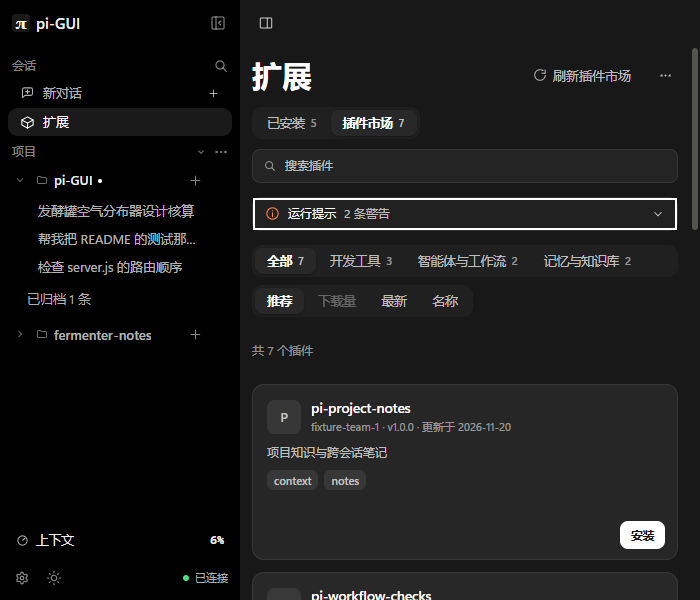 π pi-GUI
会话
新对话
扩展
项目
pi-GUI •
发酵罐空气分布器设计核算
帮我把 README 的测试那...
检查 server.js 的路由顺序
已归档 1 条
fermenter-notes
上下文 6%
已连接
扩展
刷新插件市场
已安装 5 插件市场 7
搜索插件
运行提示 2 条警告
全部 7 开发工具 3 智能体与工作流 2 记忆与知识库 2
推荐 下载量 最新 名称
共 7 个插件
P
pi-project-notes
fixture-team-1 · v1.0.0 · 更新于 2026-11-20
项目知识与跨会话笔记
context notes
安装
pi-workflow-checks